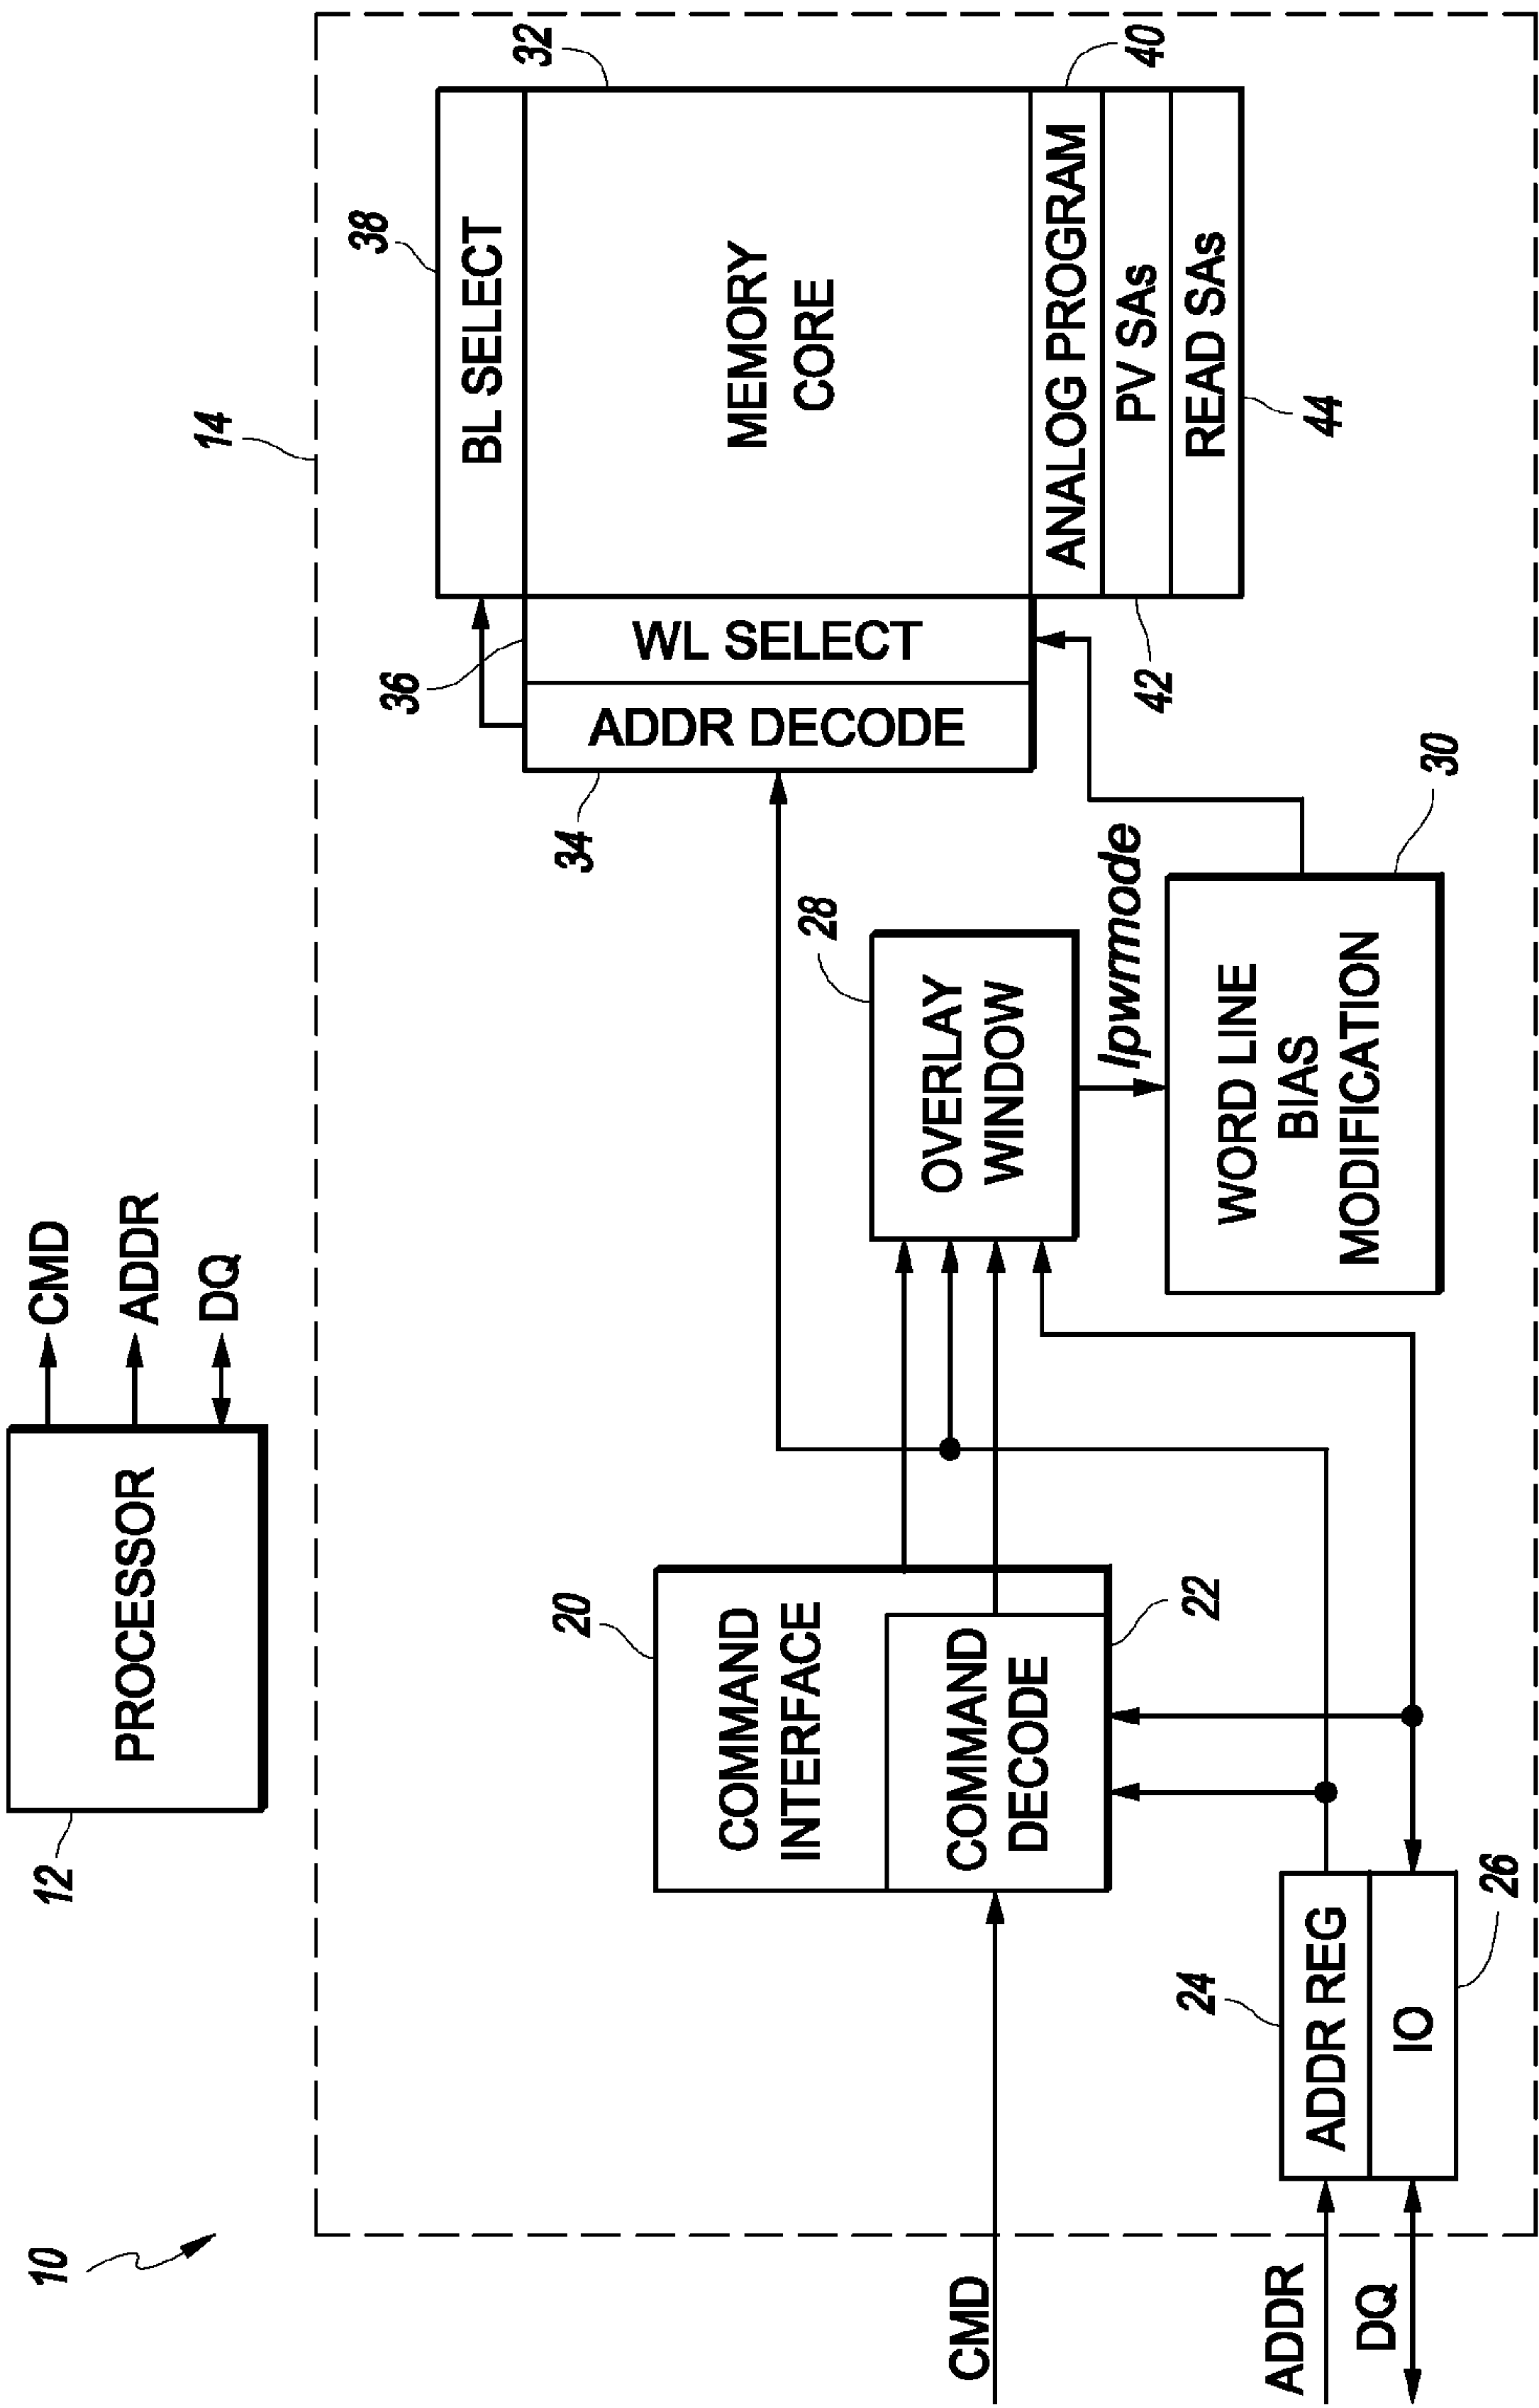 10
12
PROCESSOR
CMD
ADDR
DQ
14
CMD
ADDR
DQ
20
COMMAND
INTERFACE
COMMAND
DECODE
22
24
ADDR REG
IO
26
28
OVERLAY
WINDOW
lpwrmode
WORD LINE
BIAS
MODIFICATION
30
34
ADDR DECODE
36
WL SELECT
38
BL SELECT
32
MEMORY
CORE
ANALOG PROGRAM
40
PV SAs
42
READ SAs
44